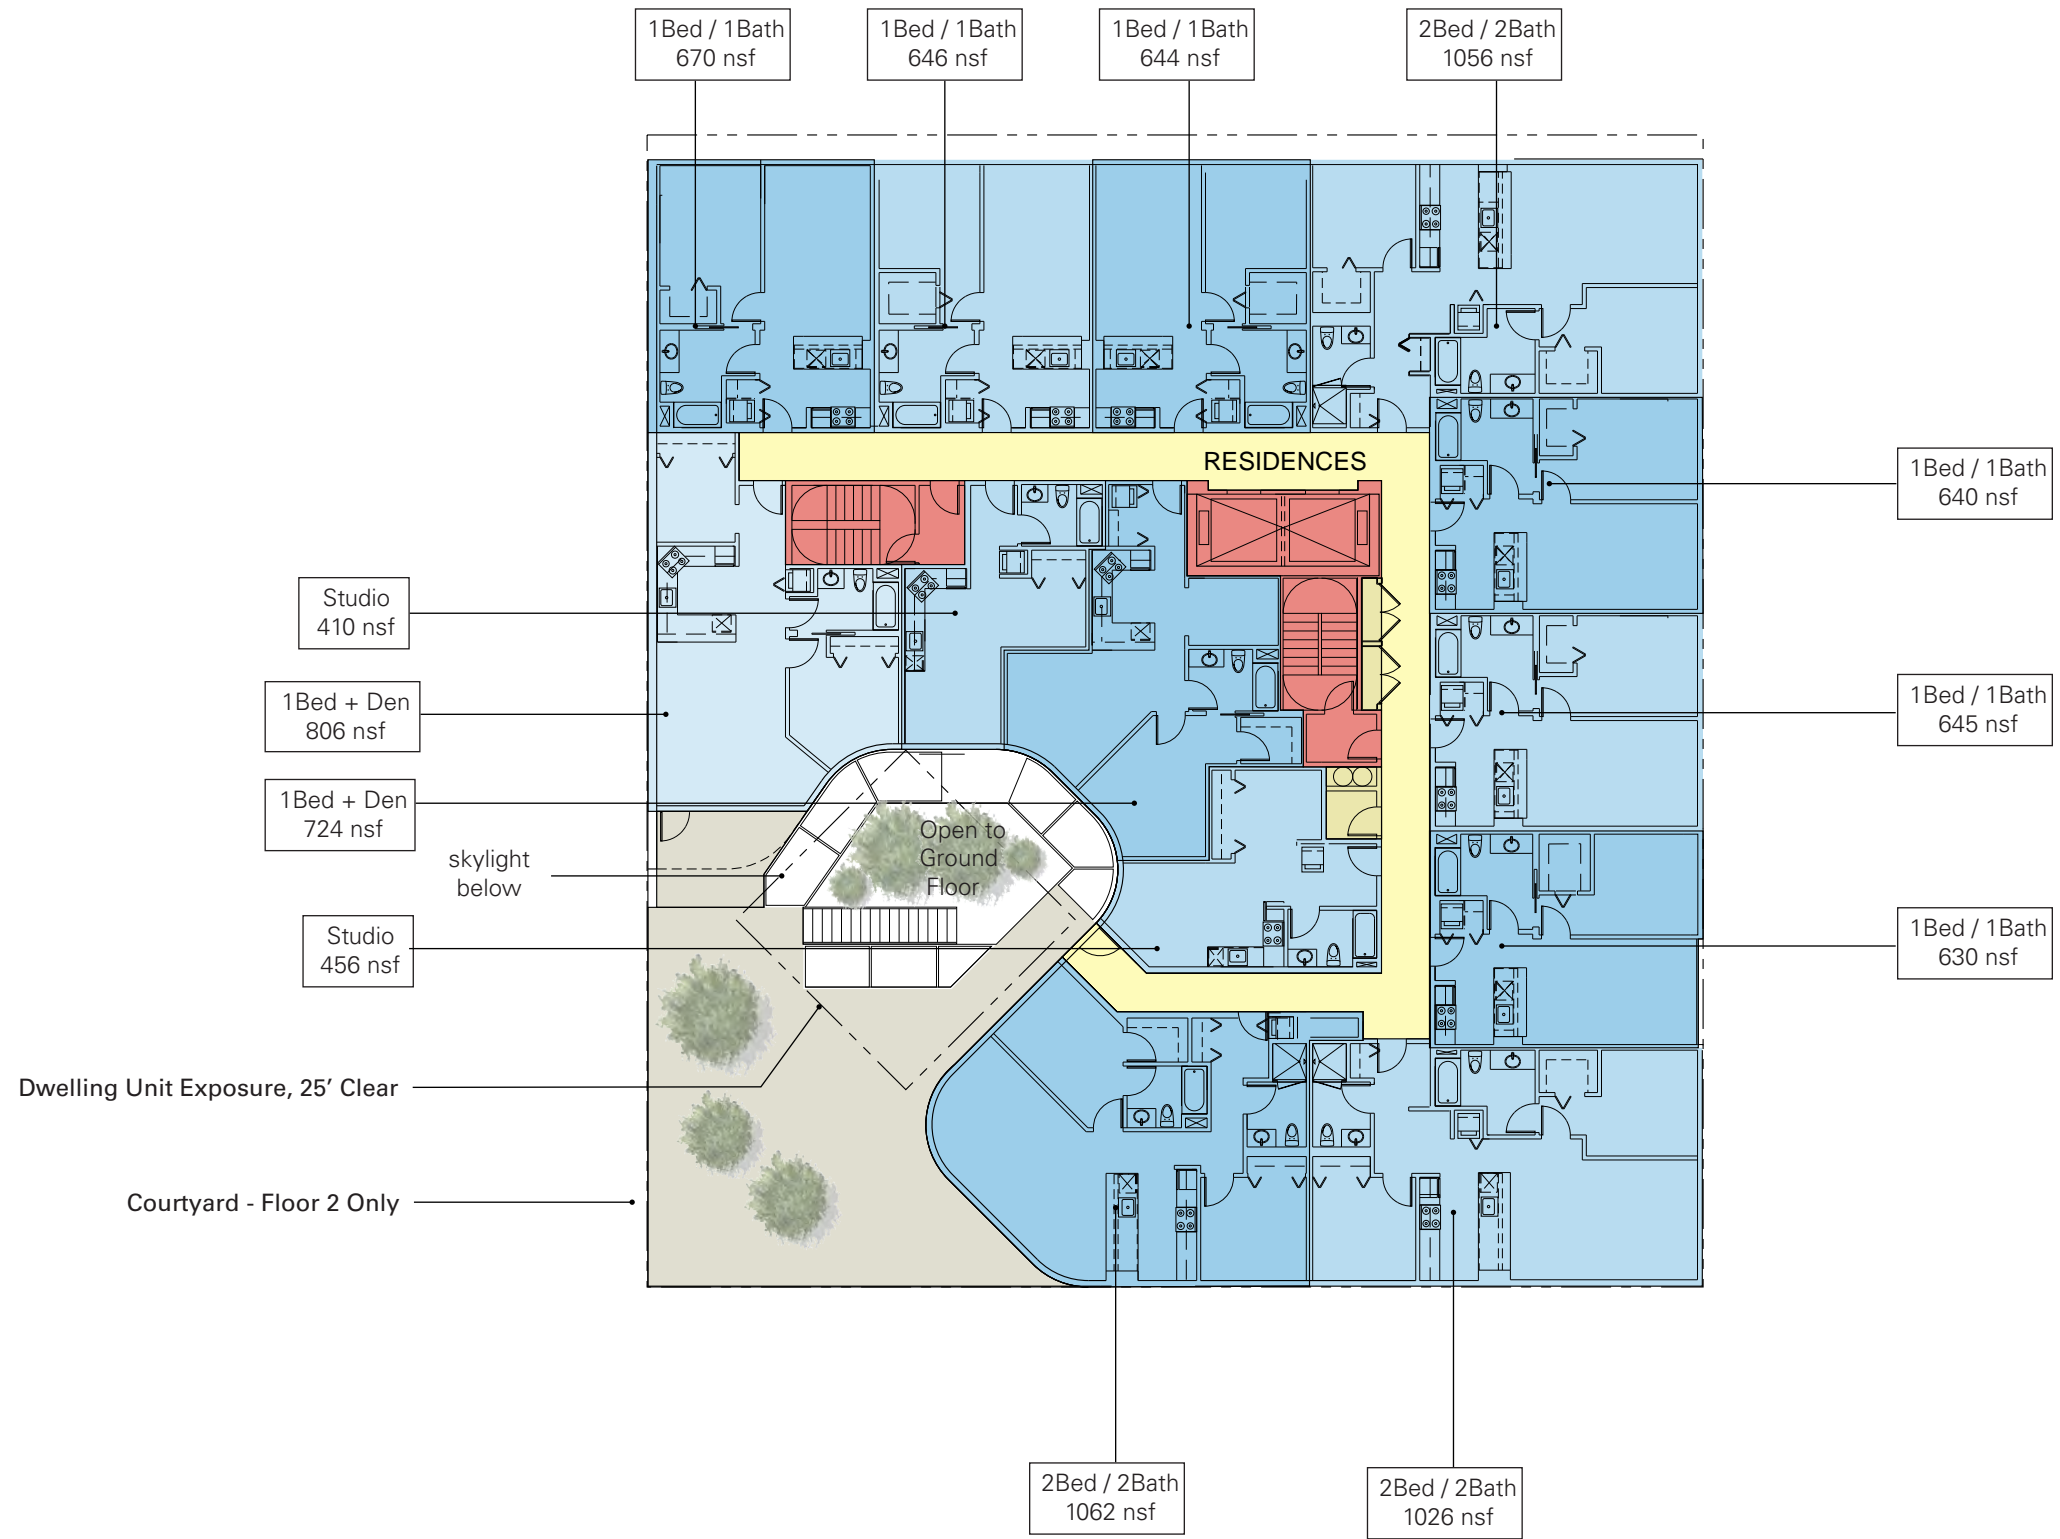 1Bed / 1Bath
670 nsf
1Bed / 1Bath
646 nsf
1Bed / 1Bath
644 nsf
2Bed / 2Bath
1056 nsf
RESIDENCES
1Bed / 1Bath
640 nsf
Studio
410 nsf
1Bed + Den
806 nsf
1Bed / 1Bath
645 nsf
1Bed + Den
724 nsf
Open to
Ground
Floor
skylight
below
Studio
456 nsf
1Bed / 1Bath
630 nsf
Dwelling Unit Exposure, 25’ Clear
Courtyard - Floor 2 Only
2Bed / 2Bath
1062 nsf
2Bed / 2Bath
1026 nsf